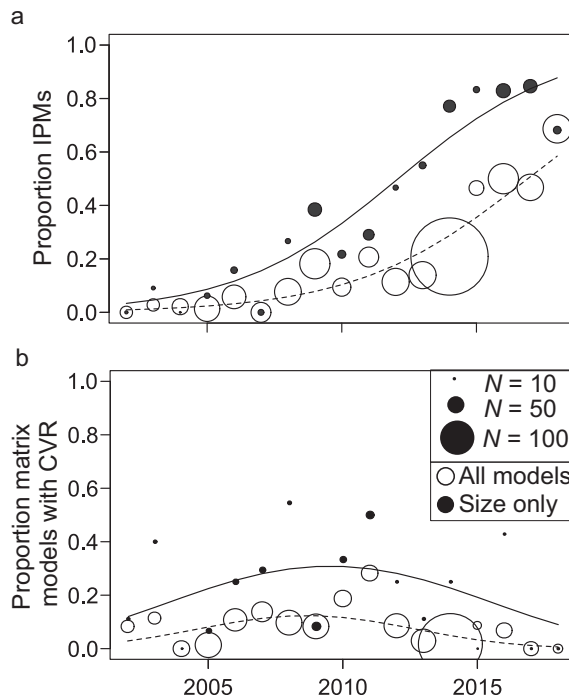 a
1.0
0.8
0.6
0.4
0.2
0.0
Proportion IPMs
b
1.0
0.8
0.6
0.4
0.2
0.0
Proportion matrix
models with CVR
N = 10
N = 50
N = 100
All models
Size only
2005 2010 2015